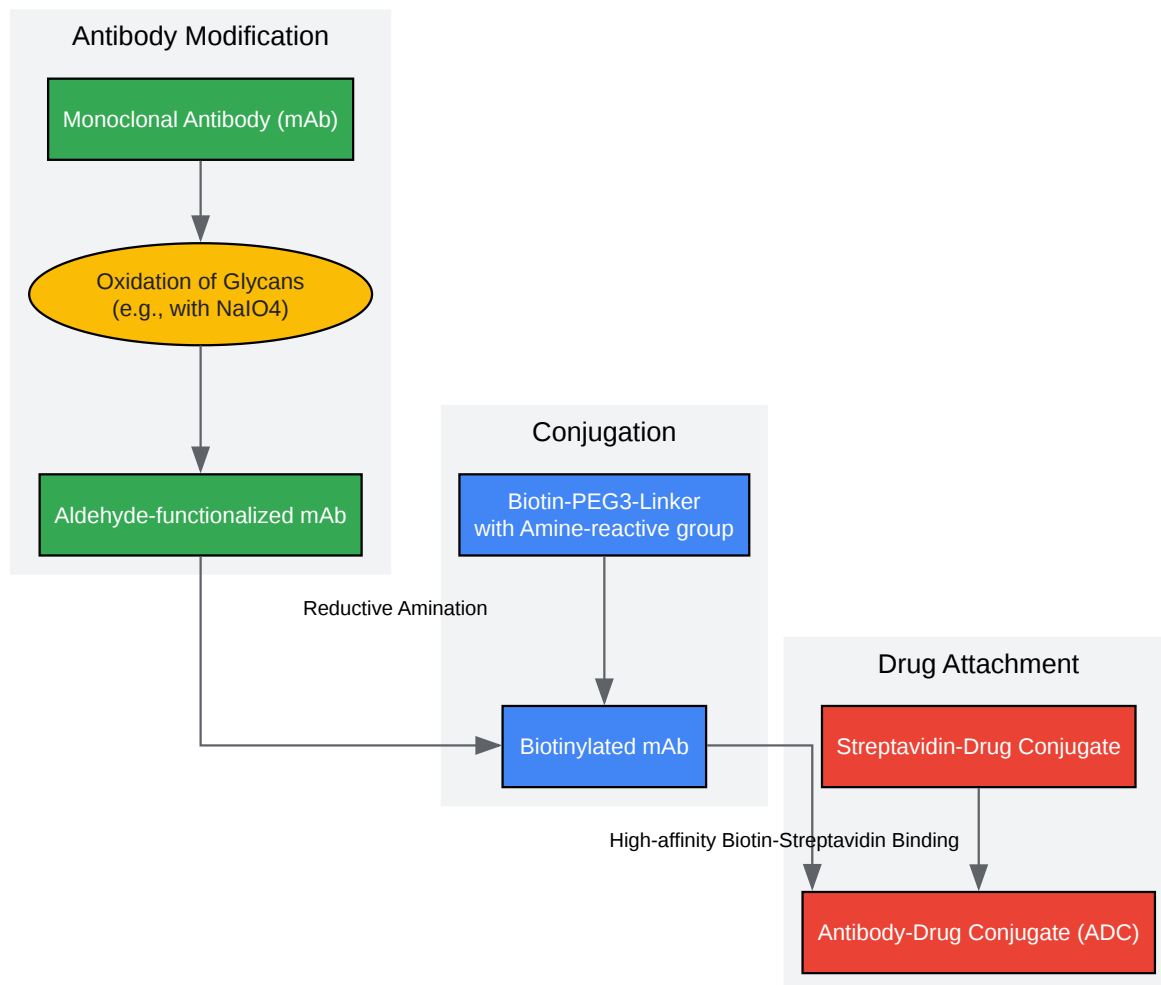 Antibody Modification
Monoclonal Antibody (mAb)
Oxidation of Glycans
(e.g., with NaIO4)
Aldehyde-functionalized mAb
Reductive Amination
Conjugation
Biotin-PEG3-Linker
with Amine-reactive group
Biotinylated mAb
High-affinity Biotin-Streptavidin Binding
Drug Attachment
Streptavidin-Drug Conjugate
Antibody-Drug Conjugate (ADC)